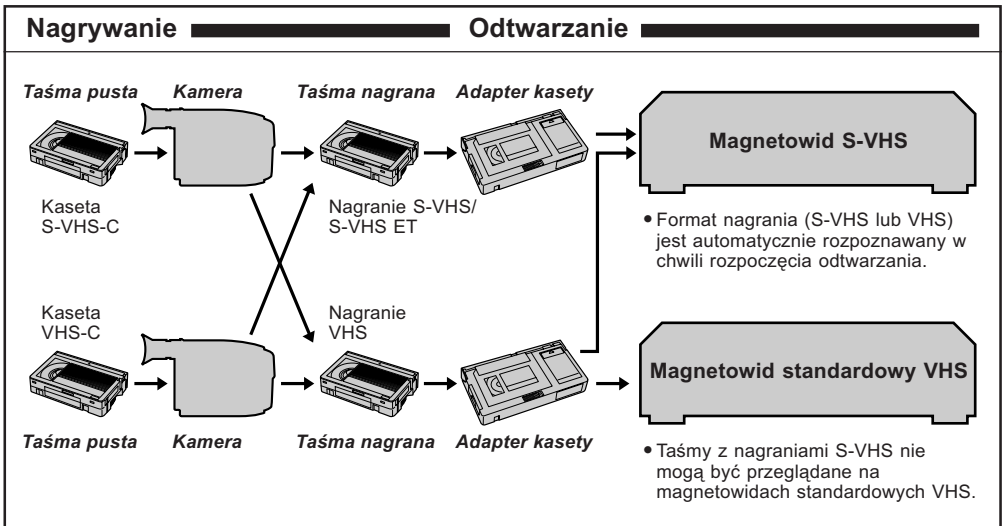 Nagrywanie
Odtwarzanie
Taśma pusta
Kamera
Taśma nagrana
Adapter kasety
Magnetowid S-VHS
Kaseta
S-VHS-C
Nagranie S-VHS/
S-VHS ET
• Format nagrania (S-VHS lub VHS)
jest automatycznie rozpoznawany w
chwili rozpoczęcia odtwarzania.
Kaseta
VHS-C
Nagranie
VHS
Magnetowid standardowy VHS
Taśma pusta
Kamera
Taśma nagrana
Adapter kasety
• Taśmy z nagraniami S-VHS nie
mogą być przeglądane na
magnetowidach standardowych VHS.